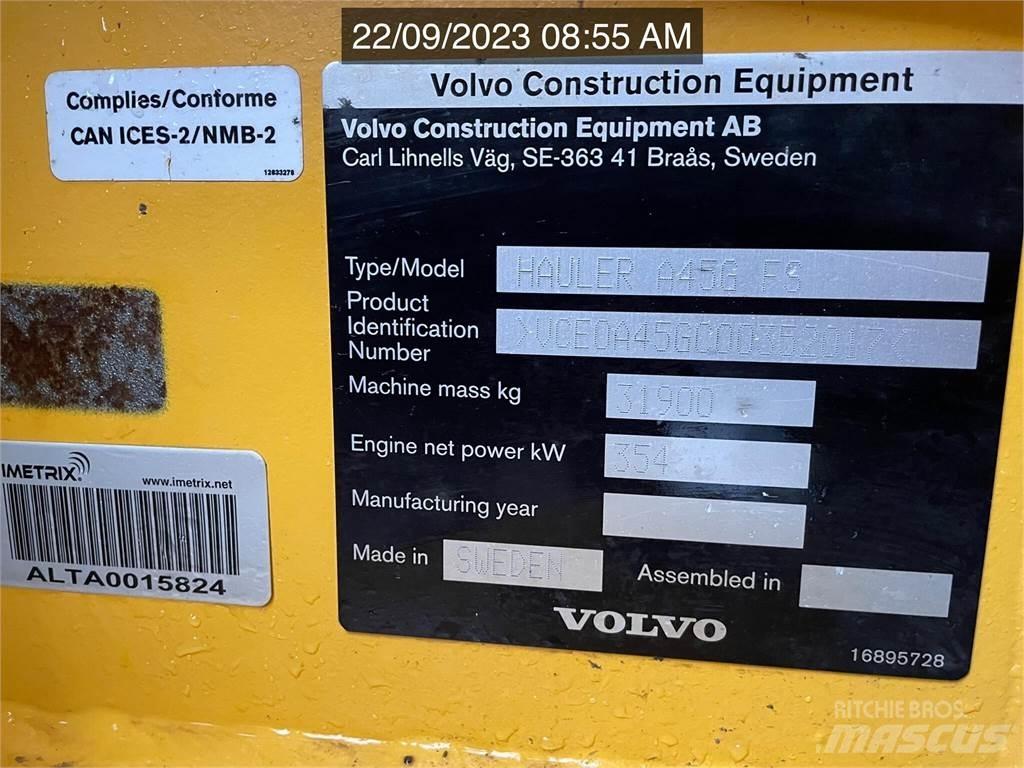 22/09/2023 08:55 AM
Complies/Conforme
CAN ICES-2/NMB-2
12833278
Volvo Construction Equipment
Volvo Construction Equipment AB
Carl Lihnells Väg, SE-363 41 Braås, Sweden
Type/Model HAULER A45G FS
Product
Identification
Number
Machine mass kg 31900
Engine net power kW 354
Manufacturing year
Made in SWEDEN Assembled in
VOLVO
16895728
IMETRIX
www.imetrix.net
ALTA0015824
RITCHIE BROS.
MASCUS